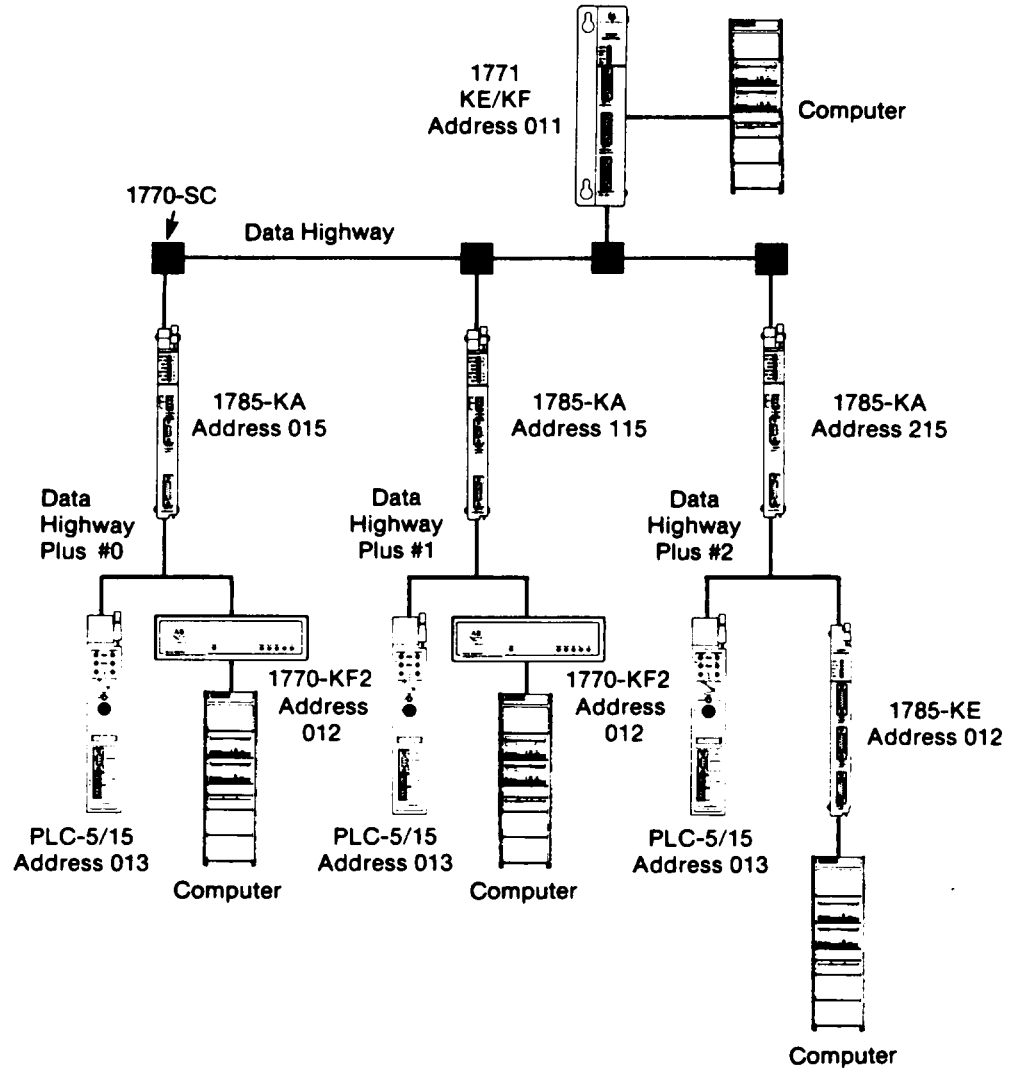 1771
KE/KF
Address 011
Computer
1770-SC
Data Highway
1785-KA
Address 015
1785-KA
Address 115
1785-KA
Address 215
Data
Highway
Plus #0
Data
Highway
Plus #1
Data
Highway
Plus #2
1770-KF2
Address
012
1770-KF2
Address
012
1785-KE
Address 012
PLC-5/15
Address 013
PLC-5/15
Address 013
PLC-5/15
Address 013
Computer
Computer
Computer